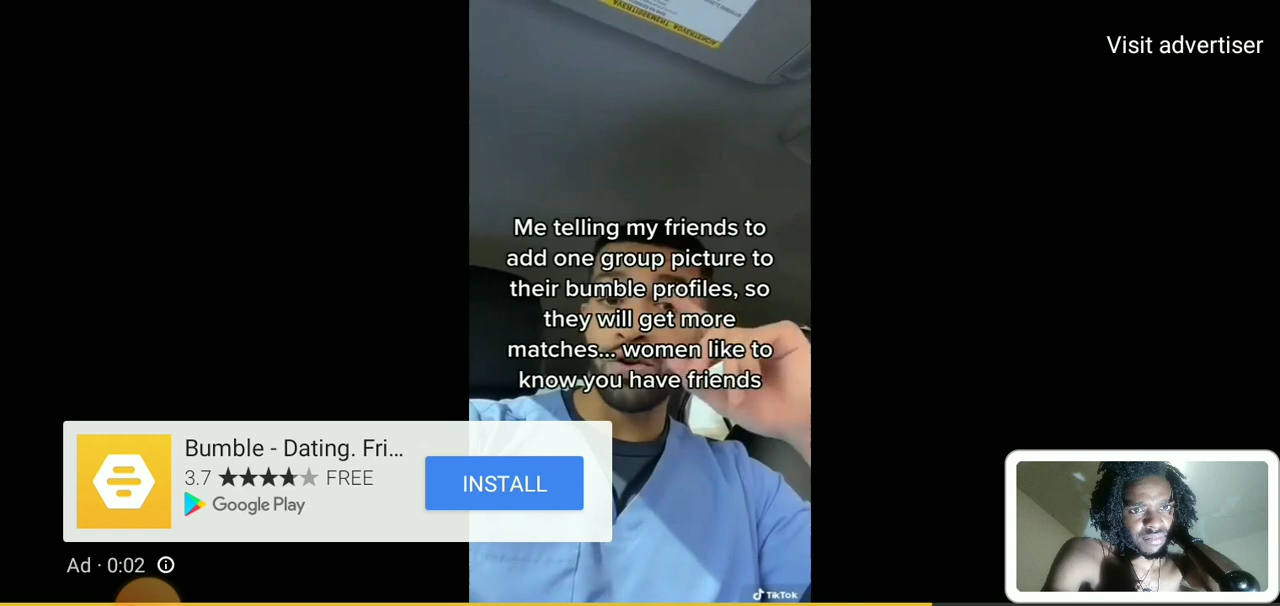 Visit advertiser
Me telling my friends to
add one group picture to
their bumble profiles, so
they will get more
matches... women like to
know you have friends
Bumble - Dating. Fri...
3.7 ★★★★★ FREE
Google Play
INSTALL
Ad · 0:02
TikTok